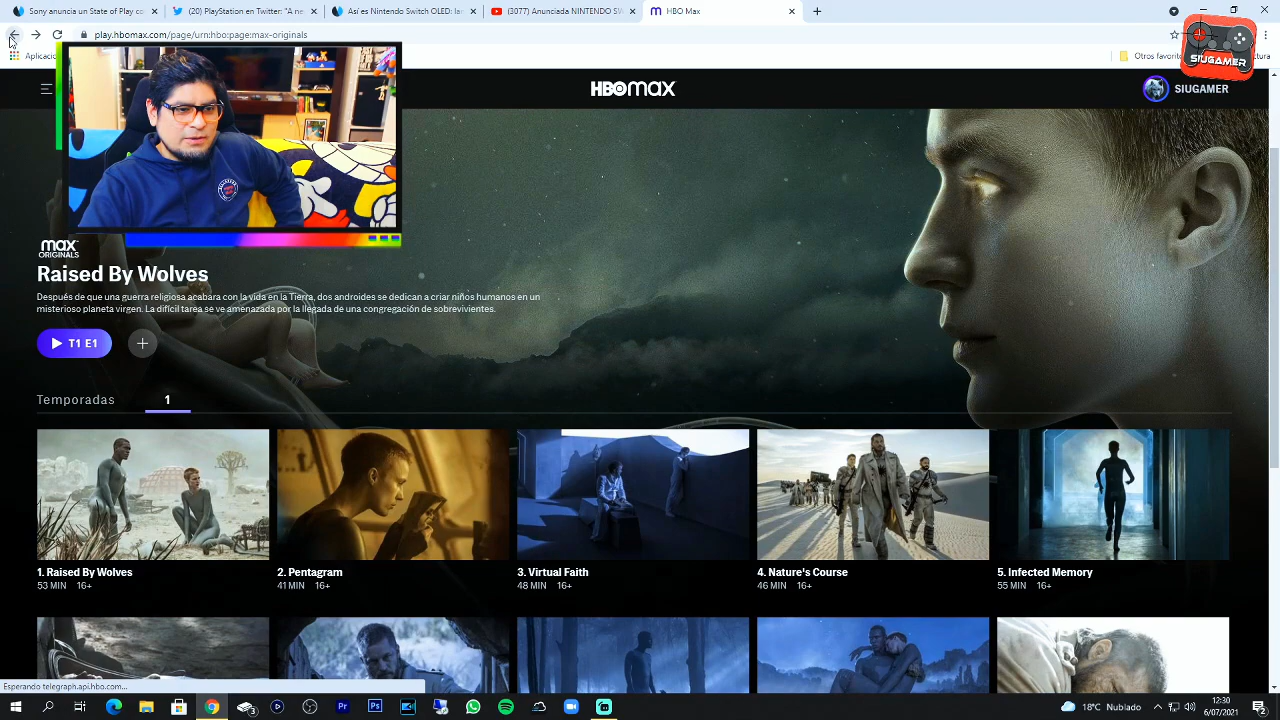 Sony anuncia un State of Play co
(20) PlayStation en Twitter: "A ne
Así es Nintendo Switch OLED: la
(3077) Anunciada NINTENDO SW
HBO Max
play.hbomax.com/page/urn:hbo:page:max-originals
Aplicacio
Otros favorito
ctura
SIUGAMER
HBOMAX
SIUGAMER
max
ORIGINALS
Raised By Wolves
Después de que una guerra religiosa acabara con la vida en la Tierra, dos androides se dedican a criar niños humanos en un
misterioso planeta virgen. La difícil tarea se ve amenazada por la llegada de una congregación de sobrevivientes.
T1 E1
Temporadas 1
1. Raised By Wolves
53 MIN 16+
2. Pentagram
41 MIN 16+
3. Virtual Faith
48 MIN 16+
4. Nature's Course
46 MIN 16+
5. Infected Memory
55 MIN 16+
Esperando telegraph.api.hbo.com...
18°C Nublado
12:30
6/07/2021